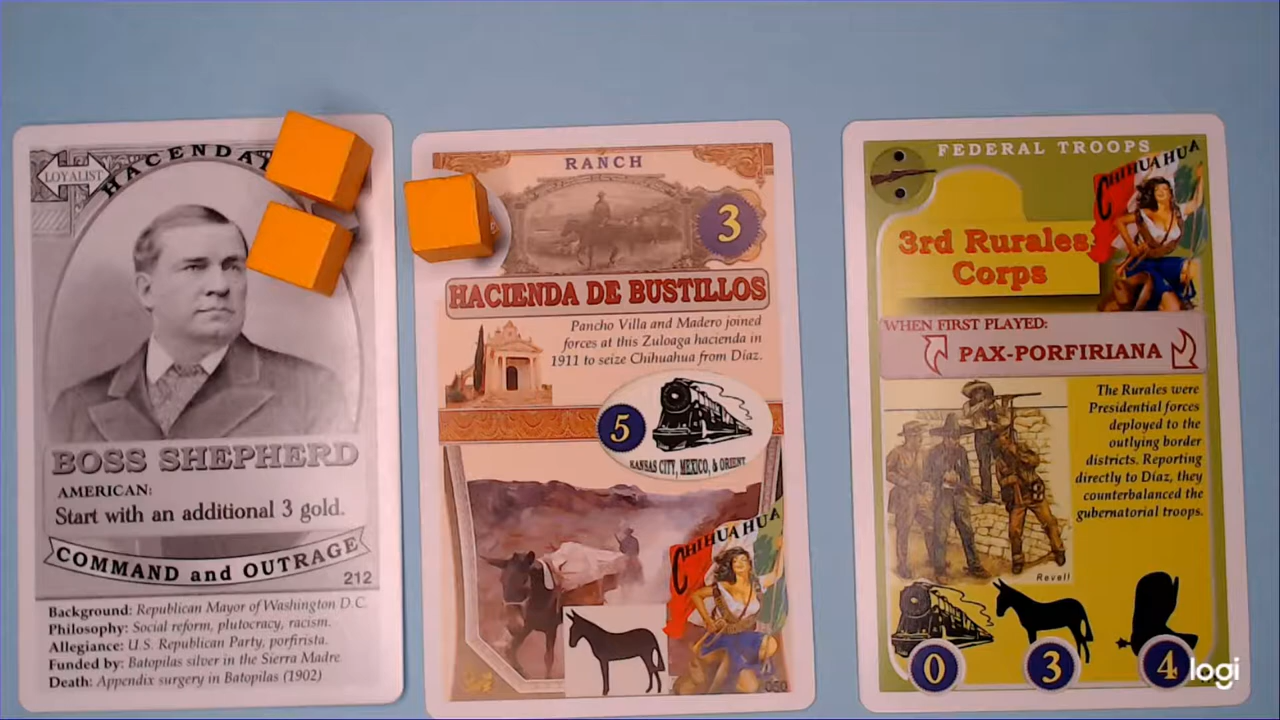 LOYALIST
BOSS SHEPHERD
AMERICAN:
Start with an additional 3 gold.
COMMAND and OUTRAGE
212
Background: Republican Mayor of Washington D.C.
Philosophy: Social reform, plutocracy, racism.
Allegiance: U.S. Republican Party, porfirista.
Funded by: Batopilas silver in the Sierra Madre
Death: Appendix surgery in Batopilas (1902)
RANCH
3
HACIENDA DE BUSTILLOS
Pancho Villa and Madero joined
forces at this Zuloaga hacienda in
1911 to seize Chihuahua from Díaz.
5
KANSAS CITY, MEXICO, & ORIENT
CHIHUAHUA
FEDERAL TROOPS
CHIHUAHUA
3rd Rurales
Corps
WHEN FIRST PLAYED:
PAX-PORFIRIANA
The Rurales were
Presidential forces
deployed to the
outlying border
districts. Reporting
directly to Díaz, they
counterbalanced the
gubernatorial troops.
Revell
0 3 4
logi